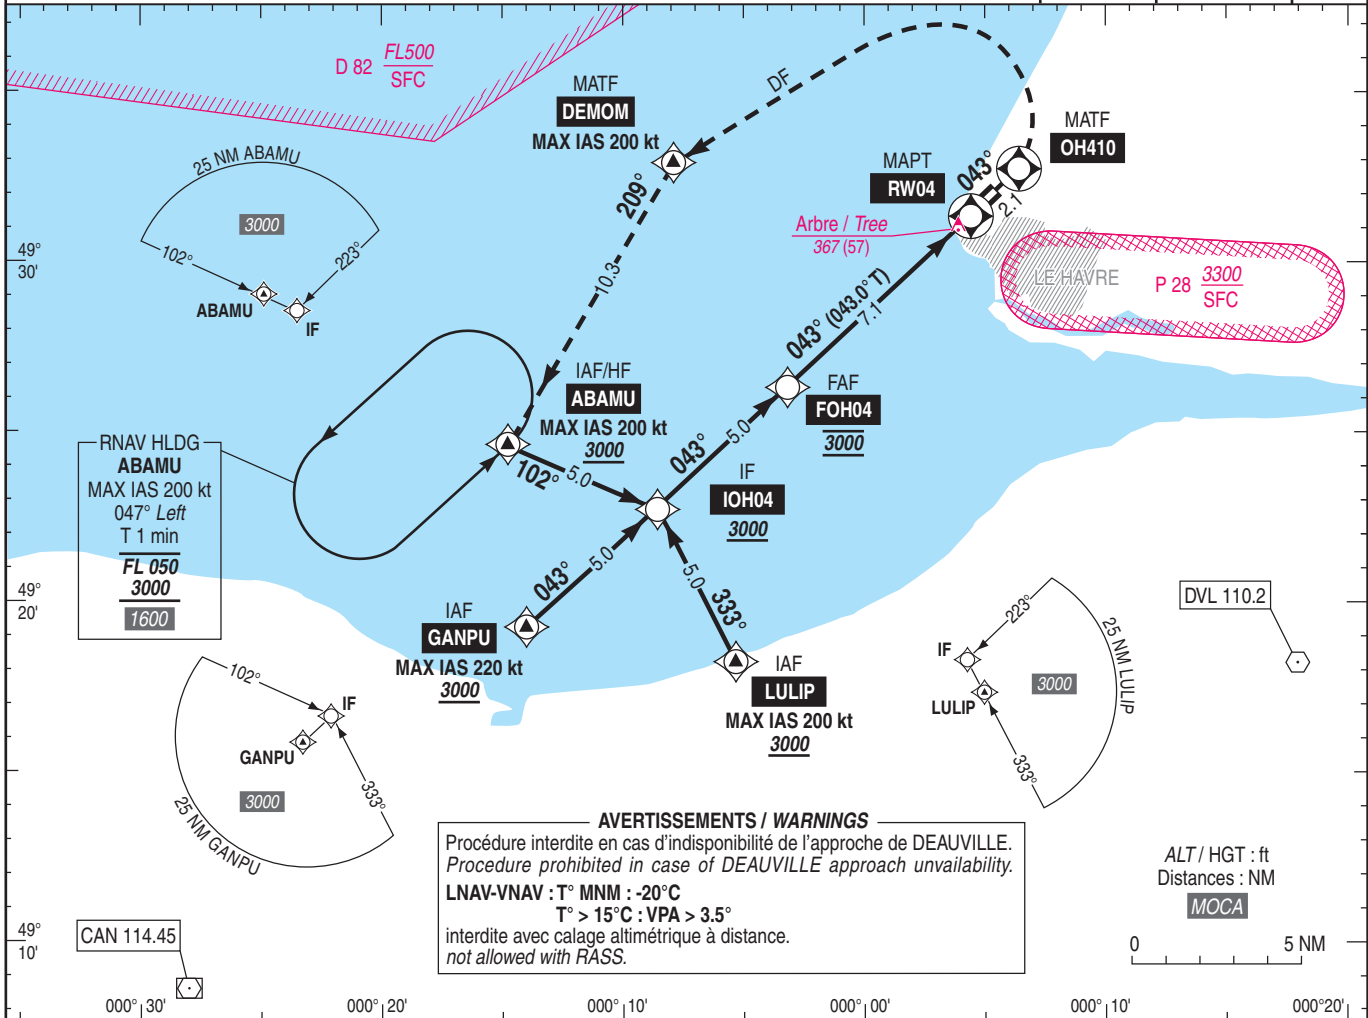 D 82 FL500
SFC
MATF
DEMOM
MAX IAS 200 kt
DF
MATF
OH410
MAPT
RW04
043°
2.1
Arbre / Tree
367 (57)
LE HAVRE
P 28 3300
SFC
25 NM ABAMU
3000
102°
223°
ABAMU
IF
49°
30'
209°
10.3
043° (043.0° T)
7.1
IAF/HF
ABAMU
MAX IAS 200 kt
3000
FAF
FOH04
3000
RNAV HLDG
ABAMU
MAX IAS 200 kt
047° Left
T 1 min
FL 050
3000
1600
102°
5.0
043°
5.0
IF
IOH04
3000
49°
20'
043°
5.0
5.0
333°
IAF
GANPU
MAX IAS 220 kt
3000
IAF
LULIP
MAX IAS 200 kt
3000
DVL 110.2
223°
IF
LULIP
3000
25 NM LULIP
333°
102°
IF
GANPU
3000
333°
25 NM GANPU
AVERTISSEMENTS / WARNINGS
Procédure interdite en cas d'indisponibilité de l'approche de DEAUVILLE.
Procedure prohibited in case of DEAUVILLE approach unvailability.
LNAV-VNAV : T° MNM : -20°C
T° > 15°C : VPA > 3.5°
interdite avec calage altimétrique à distance.
not allowed with RASS.
ALT / HGT : ft
Distances : NM
MOCA
0 5 NM
CAN 114.45
49°
10'
000° 30' 000° 20' 000° 10' 000° 00' 000° 10' 000°20'